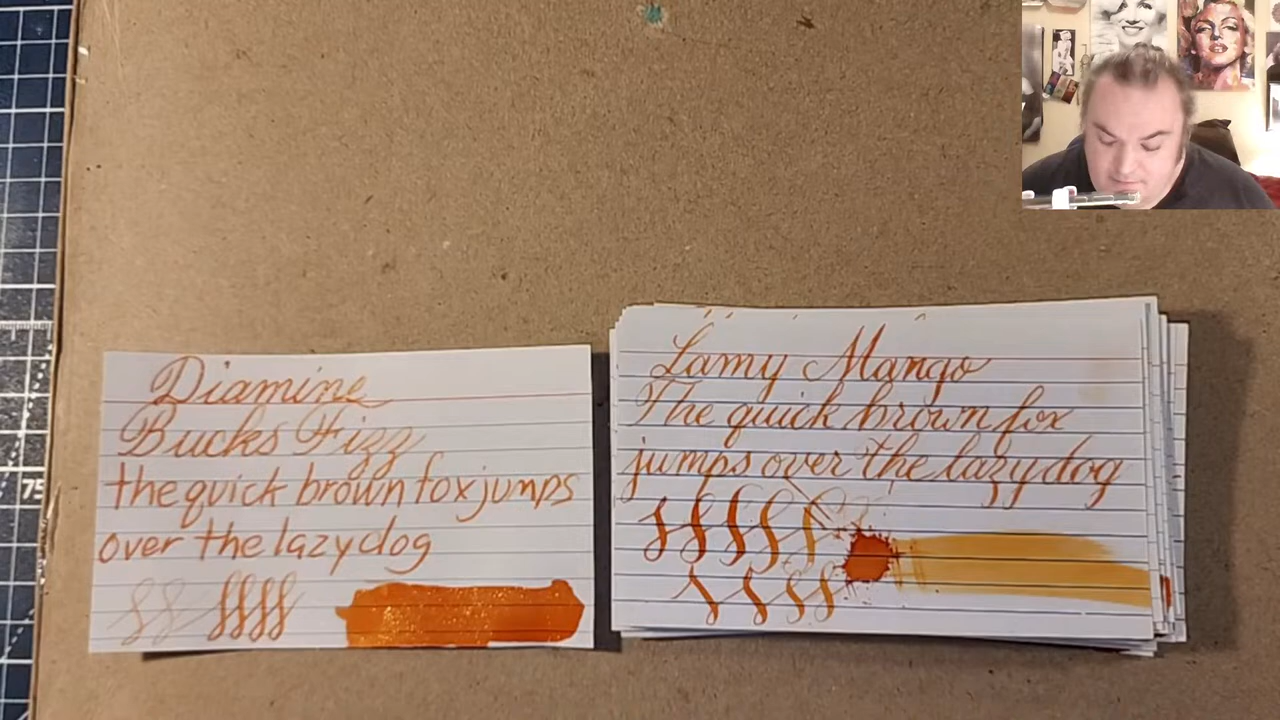 Diamine
Bucks Fizz
the quick brown fox jumps
over the lazy dog
Lamy Mango
The quick brown fox
jumps over the lazy dog
75